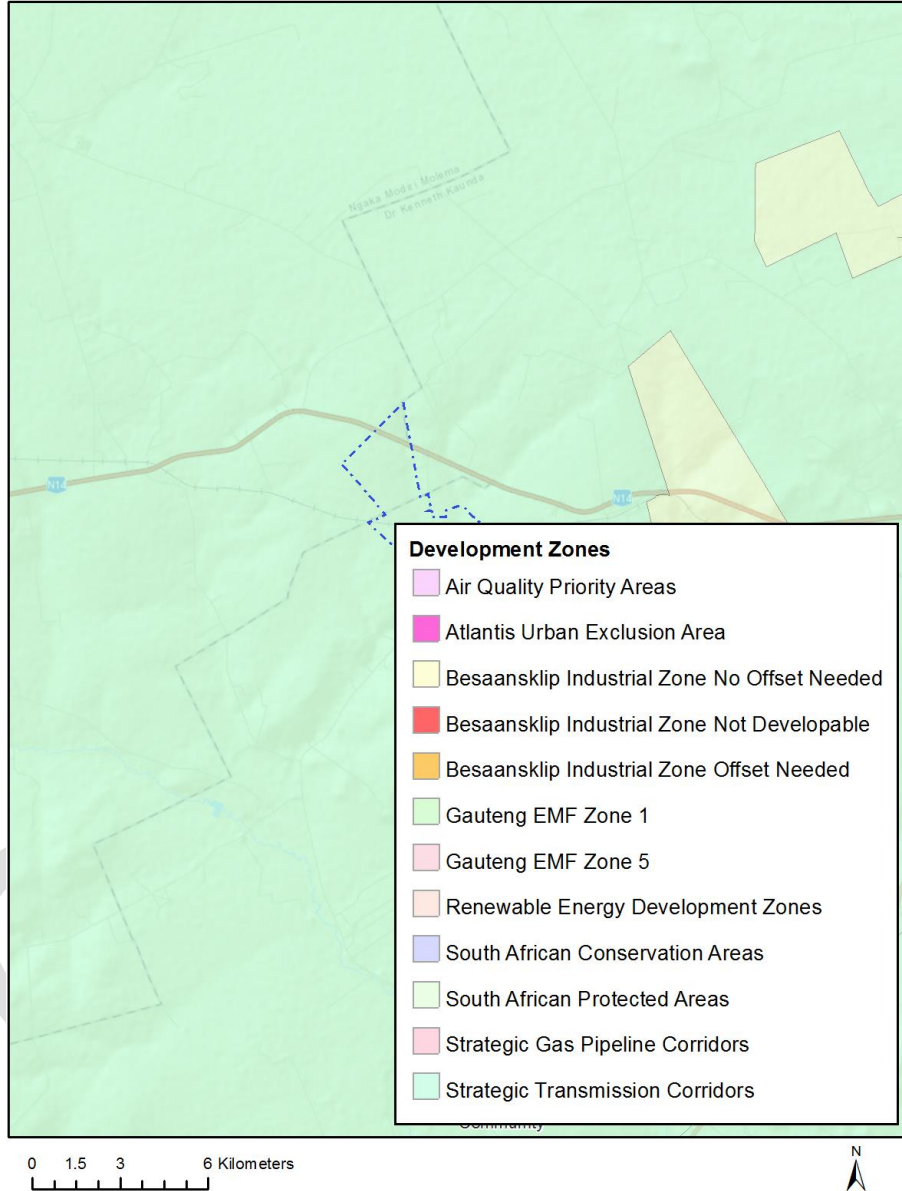 Ngaka Modiri Molema
Dr Kenneth Kaunda
N14
N14
Development Zones
Air Quality Priority Areas
Atlantis Urban Exclusion Area
Besaansklip Industrial Zone No Offset Needed
Besaansklip Industrial Zone Not Developable
Besaansklip Industrial Zone Offset Needed
Gauteng EMF Zone 1
Gauteng EMF Zone 5
Renewable Energy Development Zones
South African Conservation Areas
South African Protected Areas
Strategic Gas Pipeline Corridors
Strategic Transmission Corridors
Community
0 1.5 3 6 Kilometers
N